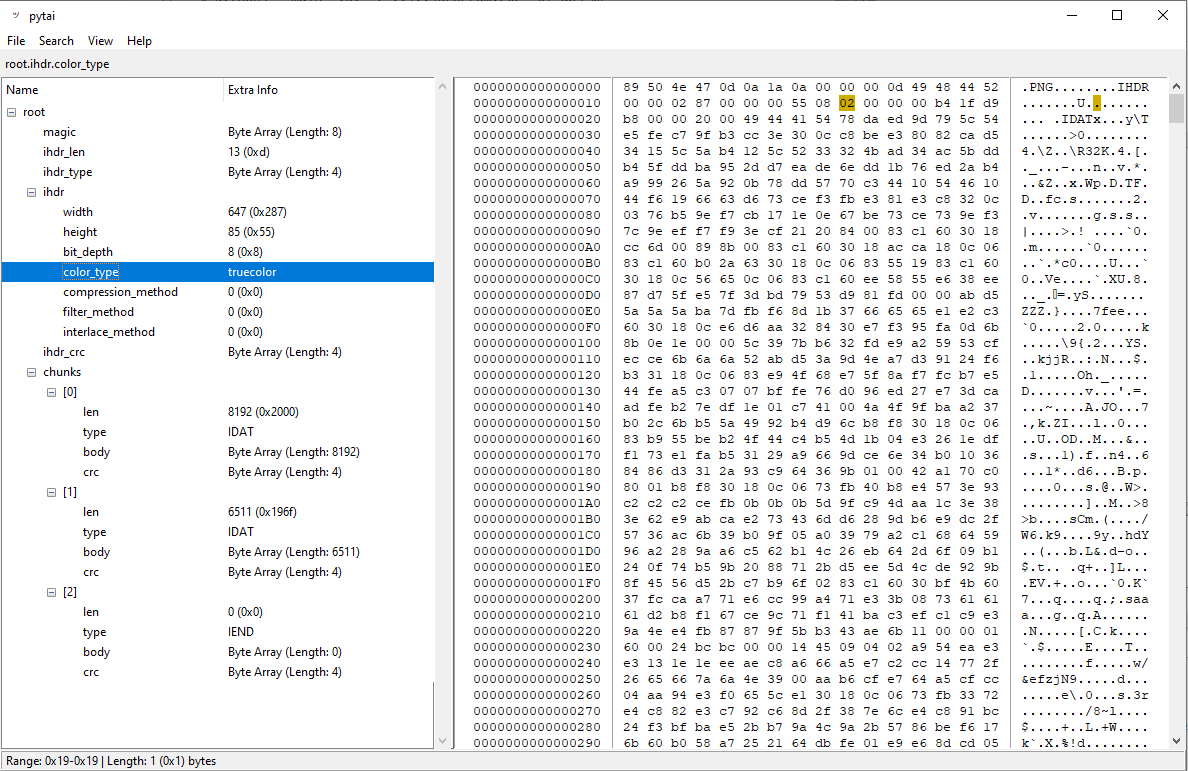 pytai
File Search View Help
root.ihdr.color_type
Name Extra Info
root
magic Byte Array (Length: 8)
ihdr_len 13 (0xd)
ihdr_type Byte Array (Length: 4)
ihdr
width 647 (0x287)
height 85 (0x55)
bit_depth 8 (0x8)
color_type truecolor
compression_method 0 (0x0)
filter_method 0 (0x0)
interlace_method 0 (0x0)
ihdr_crc Byte Array (Length: 4)
chunks
[0]
len 8192 (0x2000)
type IDAT
body Byte Array (Length: 8192)
crc Byte Array (Length: 4)
[1]
len 6511 (0x196f)
type IDAT
body Byte Array (Length: 6511)
crc Byte Array (Length: 4)
[2]
len 0 (0x0)
type IEND
body Byte Array (Length: 0)
crc Byte Array (Length: 4)
0000000000000000 89 50 4e 47 0d 0a 1a 0a 00 00 00 0d 49 48 44 52 .PNG........IHDR
0000000000000010 00 00 02 87 00 00 00 55 08 02 00 00 00 b4 1f d9 .......U........
0000000000000020 b8 00 00 20 00 49 44 41 54 78 da ed 9d 79 5c 54 ... .IDATx...y\T
0000000000000030 e5 fe c7 9f b3 cc 3e 30 0c c8 be e3 80 82 ca d5 ......>0........
0000000000000040 34 15 5c 5a b4 12 5c 52 33 32 4b ad 34 ac 5b dd 4.\Z..\R32K.4.[.
0000000000000050 b4 5f dd ba 95 2d d7 ea de 6e dd 1b 76 ed 2a b4 ._...-...n..v.*.
0000000000000060 a9 99 26 5a 92 0b 78 dd 57 70 c3 44 10 54 46 10 ..&Z..x.Wp.D.TF.
0000000000000070 44 f6 19 66 63 d6 73 ce f3 fb e3 81 e3 c8 32 0c D..fc.s.......2.
0000000000000080 03 76 b5 9e f7 cb 17 1e 0e 67 be 73 ce 73 9e f3 .v.......g.s.s..
0000000000000090 7c 9e ef f7 f9 3e cf 21 20 84 00 83 c1 60 30 18 |....>.! ....`0.
00000000000000A0 cc 6d 00 89 8b 00 83 c1 60 30 18 ac ca 18 0c 06 .m......`0......
00000000000000B0 83 c1 60 b0 2a 63 30 18 0c 06 83 55 19 83 c1 60 ..`.*c0....U...`
00000000000000C0 30 18 0c 56 65 0c 06 83 c1 60 ee 58 55 e6 38 ee 0..Ve....`.XU.8.
00000000000000D0 87 d5 5f e5 7f 3d bd 79 53 d9 81 fd 00 00 ab d5 .._..=.yS.......
00000000000000E0 5a 5a 5a ba 7d fb f6 8d 1b 37 66 65 65 e1 e2 c3 ZZZ.}....7fee...
00000000000000F0 60 30 18 0c e6 d6 aa 32 84 30 e7 f3 95 fa 0d 6b `0.....2.0.....k
0000000000000100 8b 0e 1e 00 00 5c 39 7b b6 32 fd e9 a2 59 53 cf .....\9{.2...YS.
0000000000000110 ec ce 6b 6a 6a 52 ab d5 3a 9d 4e a7 d3 91 24 f6 ..kjjR..:.N...$.
0000000000000120 b3 31 18 0c 06 83 e9 4f 68 e7 5f 8a f7 fc b7 e5 .1.....Oh._.....
0000000000000130 44 fe a5 c3 07 07 bf fe 76 d0 96 ed 27 e7 3d ca D.......v...'.=.
0000000000000140 ad fe b2 7e df 1e 01 c7 41 00 4a 4f 9f ba a2 37 ...~....A.JO...7
0000000000000150 b0 2c 6b b5 5a 49 92 b4 d9 6c b8 f8 30 18 0c 06 .,k.ZI...l..0...
0000000000000160 83 b9 55 be b2 4f 44 c4 b5 4d 1b 04 e3 26 1e df ..U..OD..M...&..
0000000000000170 f1 73 e1 fa b5 31 29 a9 66 9d ce 6e 34 b0 10 36 .s...1).f..n4..6
0000000000000180 84 86 d3 31 2a 93 c9 64 36 9b 01 00 42 a1 70 c0 ...1*..d6...B.p.
0000000000000190 80 01 b8 f8 30 18 0c 06 73 fb 40 b8 e4 57 3e 93 ....0...s.@..W>.
00000000000001A0 c2 c2 c2 ce fb 0b 0b 0b 5d 9f c9 4d aa 1c 3e 38 ........]..M..>8
00000000000001B0 3e 62 e9 ab ca e2 73 43 6d d6 28 9d b6 e9 dc 2f >b....sCm.(..../
00000000000001C0 57 36 ac 6b 39 b0 9f 05 a0 39 79 a2 c1 68 64 59 W6.k9....9y..hdY
00000000000001D0 96 a2 28 9a a6 c5 62 b1 4c 26 eb 64 2d 6f 09 b1 ..(...b.L&.d-o..
00000000000001E0 24 0f 74 b5 9b 20 88 71 2b d5 ee 5d 4c de 92 9b $.t.. .q+..]L...
00000000000001F0 8f 45 56 d5 2b c7 b9 6f 02 83 c1 60 30 bf 4b 60 .EV.+..o...`0.K`
0000000000000200 37 fc ca a7 71 e6 cc 99 a4 71 e3 3b 08 73 61 61 7...q....q.;.saa
0000000000000210 61 d2 b8 f1 67 ce 9c 71 f1 41 ba c3 ef c1 c9 e3 a...g..q.A......
0000000000000220 9a 4e e4 fb 87 87 9f 5b b3 43 ae 6b 11 00 00 01 .N.....[.C.k....
0000000000000230 60 00 24 bc bc 00 00 14 45 09 04 02 a9 54 ea e3 `.$.....E....T..
0000000000000240 e3 13 1e 1e ee ae c8 a6 66 a5 e7 c2 cc 14 77 2f ........f.....w/
0000000000000250 26 65 66 7a 6a 4e 39 00 aa b6 cf e7 64 a5 cf cc &efzjN9.....d...
0000000000000260 04 aa 94 e3 f0 65 5c e1 30 18 0c 06 73 fb 33 72 .....e\.0...s.3r
0000000000000270 e4 c8 82 e3 c7 92 c6 8d 2f 38 7e 6c e4 c8 91 bc ......../8~l....
0000000000000280 24 f3 bf ba e5 2b b7 9a 4c 9a 2b 57 86 be f6 17 $....+..L.+W....
0000000000000290 6b 60 b0 58 a7 25 21 64 db fe 01 e9 e6 8d cd 05 k`.X.%!d........
Range: 0x19-0x19 | Length: 1 (0x1) bytes